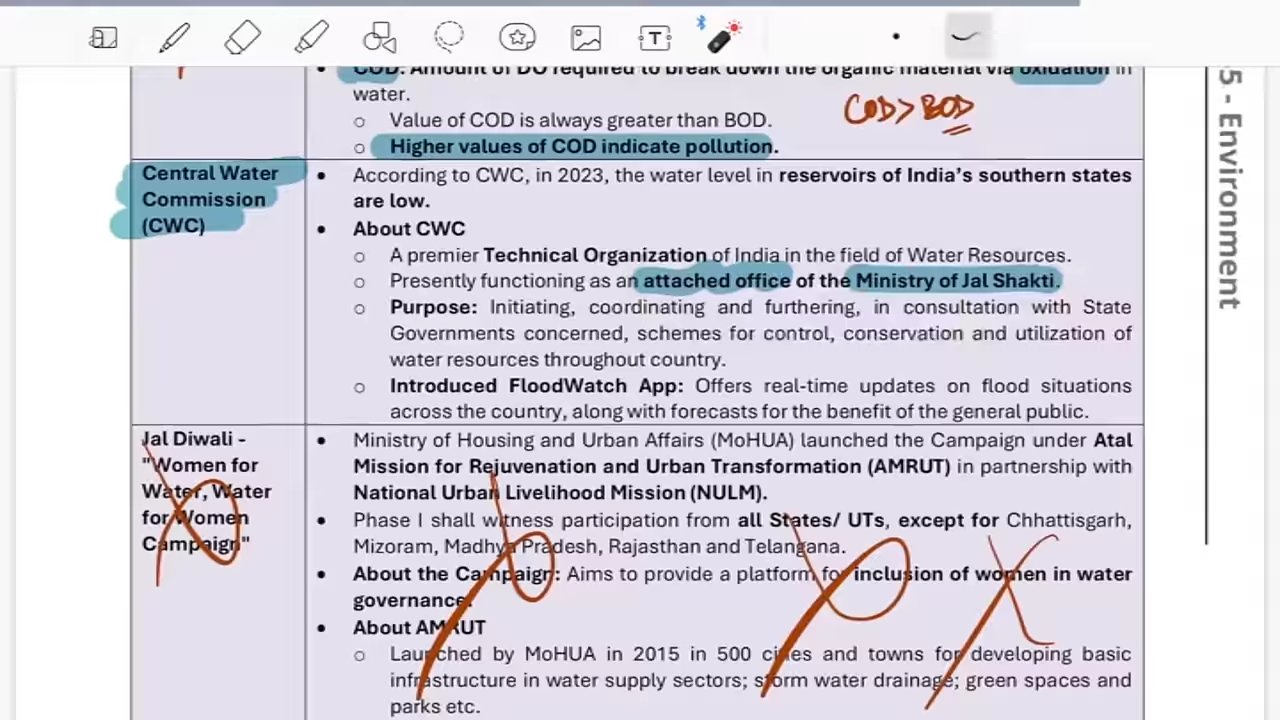 T
COD: Amount of DO required to break down the organic material via oxidation in
water.
o Value of COD is always greater than BOD.
o Higher values of COD indicate pollution.
COD > BOD
Central Water
Commission
(CWC)
• According to CWC, in 2023, the water level in reservoirs of India’s southern states
are low.
• About CWC
o A premier Technical Organization of India in the field of Water Resources.
o Presently functioning as an attached office of the Ministry of Jal Shakti.
o Purpose: Initiating, coordinating and furthering, in consultation with State
Governments concerned, schemes for control, conservation and utilization of
water resources throughout country.
o Introduced FloodWatch App: Offers real-time updates on flood situations
across the country, along with forecasts for the benefit of the general public.
Jal Diwali -
"Women for
Water, Water
for Women
Campaign"
• Ministry of Housing and Urban Affairs (MoHUA) launched the Campaign under Atal
Mission for Rejuvenation and Urban Transformation (AMRUT) in partnership with
National Urban Livelihood Mission (NULM).
• Phase I shall witness participation from all States/ UTs, except for Chhattisgarh,
Mizoram, Madhya Pradesh, Rajasthan and Telangana.
• About the Campaign: Aims to provide a platform for inclusion of women in water
governance.
• About AMRUT
o Launched by MoHUA in 2015 in 500 cities and towns for developing basic
infrastructure in water supply sectors; storm water drainage; green spaces and
parks etc.
5 - Environment